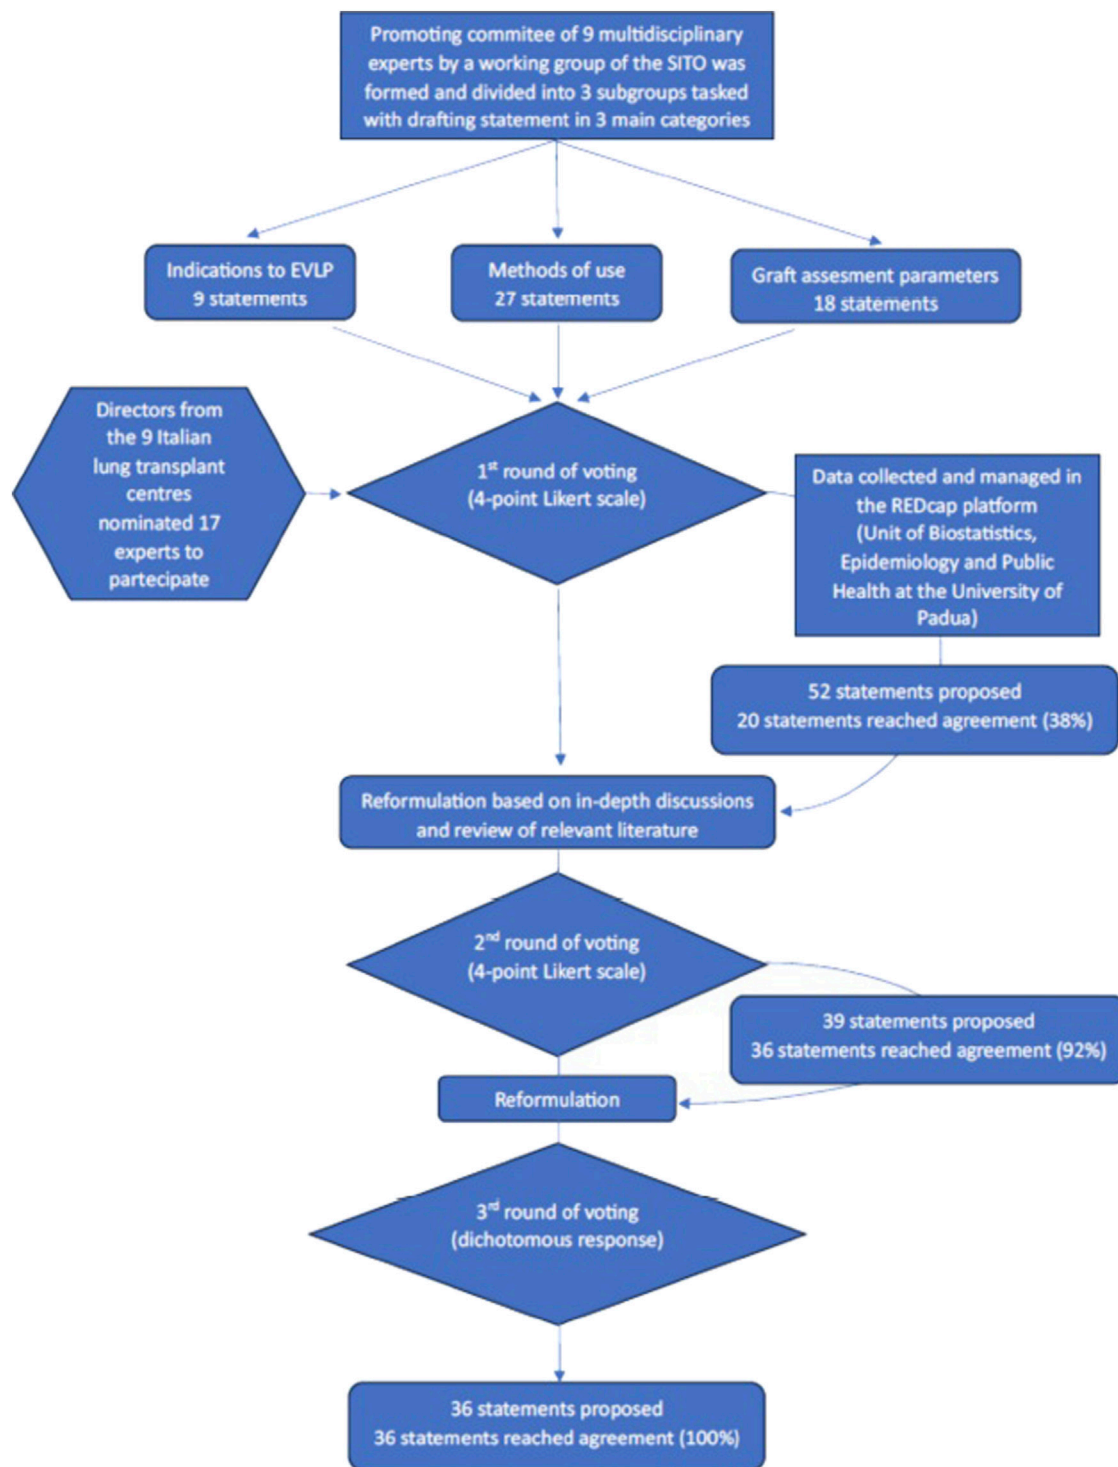 Promoting commitee of 9 multidisciplinary
experts by a working group of the SITO was
formed and divided into 3 subgroups tasked
with drafting statement in 3 main categories
Indications to EVLP
9 statements
Methods of use
27 statements
Graft assesment parameters
18 statements
Directors from
the 9 Italian
lung transplant
centres
nominated 17
experts to
partecipate
1st round of voting
(4-point Likert scale)
Data collected and managed in
the REDcap platform
(Unit of Biostatistics,
Epidemiology and Public
Health at the University of
Padua)
52 statements proposed
20 statements reached agreement (38%)
Reformulation based on in-depth discussions
and review of relevant literature
2nd round of voting
(4-point Likert scale)
39 statements proposed
36 statements reached agreement (92%)
Reformulation
3rd round of voting
(dichotomous response)
36 statements proposed
36 statements reached agreement (100%)